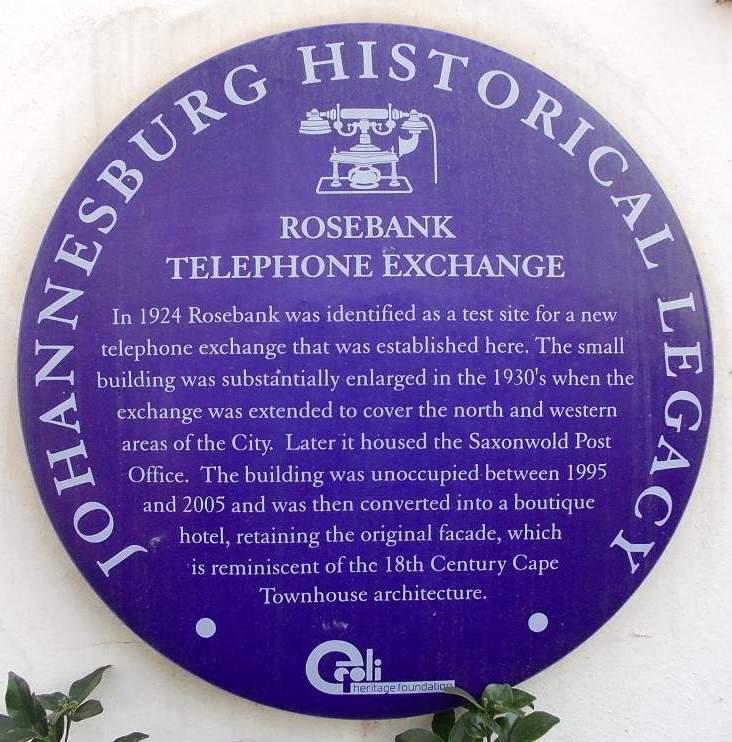 JOHANNESBURG HISTORICAL LEGACY
ROSEBANK
TELEPHONE EXCHANGE
In 1924 Rosebank was identified as a test site for a new
telephone exchange that was established here. The small
building was substantially enlarged in the 1930's when the
exchange was extended to cover the north and western
areas of the City. Later it housed the Saxonwold Post
Office. The building was unoccupied between 1995
and 2005 and was then converted into a boutique
hotel, retaining the original facade, which
is reminiscent of the 18th Century Cape
Townhouse architecture.
eGoli
heritage foundation